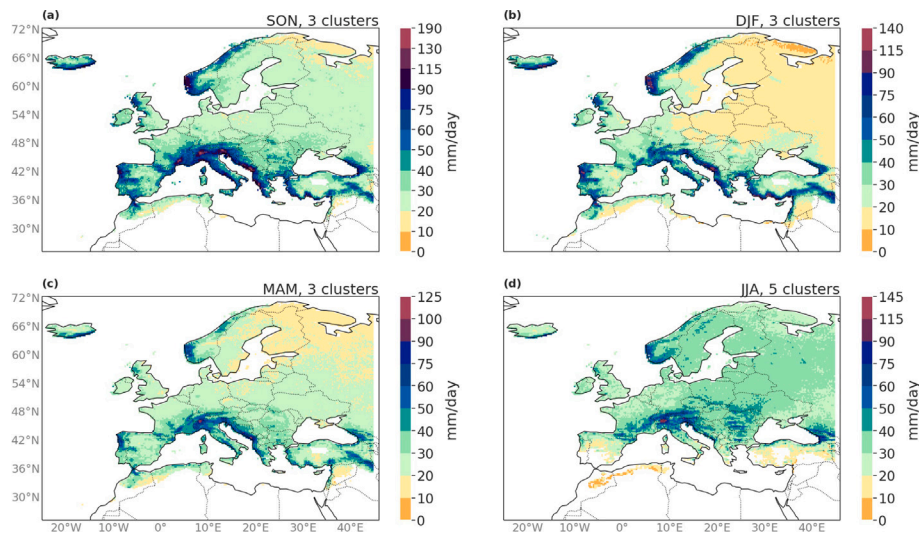 (a) SON, 3 clusters
72°N
66°N
60°N
54°N
48°N
42°N
36°N
30°N
190
130
115
90
75
60
50
40
30
20
10
0
mm/day
(b) DJF, 3 clusters
140
115
90
75
60
50
40
30
20
10
0
mm/day
(c) MAM, 3 clusters
72°N
66°N
60°N
54°N
48°N
42°N
36°N
30°N
20°W 10°W 0° 10°E 20°E 30°E 40°E
125
100
90
75
60
50
40
30
20
10
0
mm/day
(d) JJA, 5 clusters
20°W 10°W 0° 10°E 20°E 30°E 40°E
145
115
90
75
60
50
40
30
20
10
0
mm/day